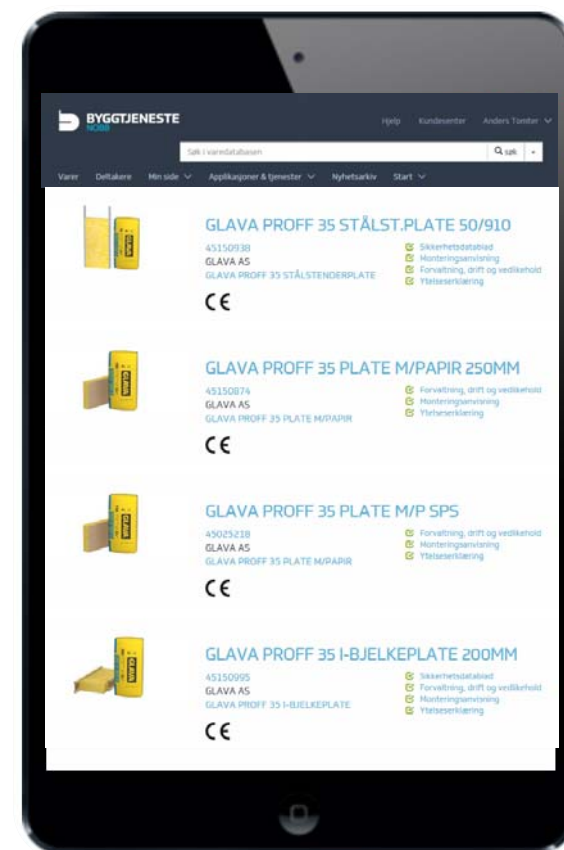 BYGGTJENESTE
NOBB
Hjelp Kundesenter Anders Tomter
Søk i varedatabasen
Søk
Varer Deltakere Min side Applikasjoner & tjenester Nyhetsarkiv Start
GLAVA PROFF 35 STÅLST.PLATE 50/910
45150938
GLAVA AS
GLAVA PROFF 35 STÅLSTENDERPLATE
Sikkerhetsdatablad
Monteringsanvisning
Forvaltning, drift og vedlikehold
Ytelseserklæring
CE
GLAVA PROFF 35 PLATE M/PAPIR 250MM
45150874
GLAVA AS
GLAVA PROFF 35 PLATE M/PAPIR
Forvaltning, drift og vedlikehold
Monteringsanvisning
Ytelseserklæring
CE
GLAVA
GLAVA PROFF 35 PLATE M/P SPS
45025218
GLAVA AS
GLAVA PROFF 35 PLATE M/PAPIR
Forvaltning, drift og vedlikehold
Monteringsanvisning
Ytelseserklæring
CE
GLAVA
GLAVA PROFF 35 I-BJELKEPLATE 200MM
45150995
GLAVA AS
GLAVA PROFF 35 I-BJELKEPLATE
Sikkerhetsdatablad
Forvaltning, drift og vedlikehold
Monteringsanvisning
Ytelseserklæring
CE
GLAVA